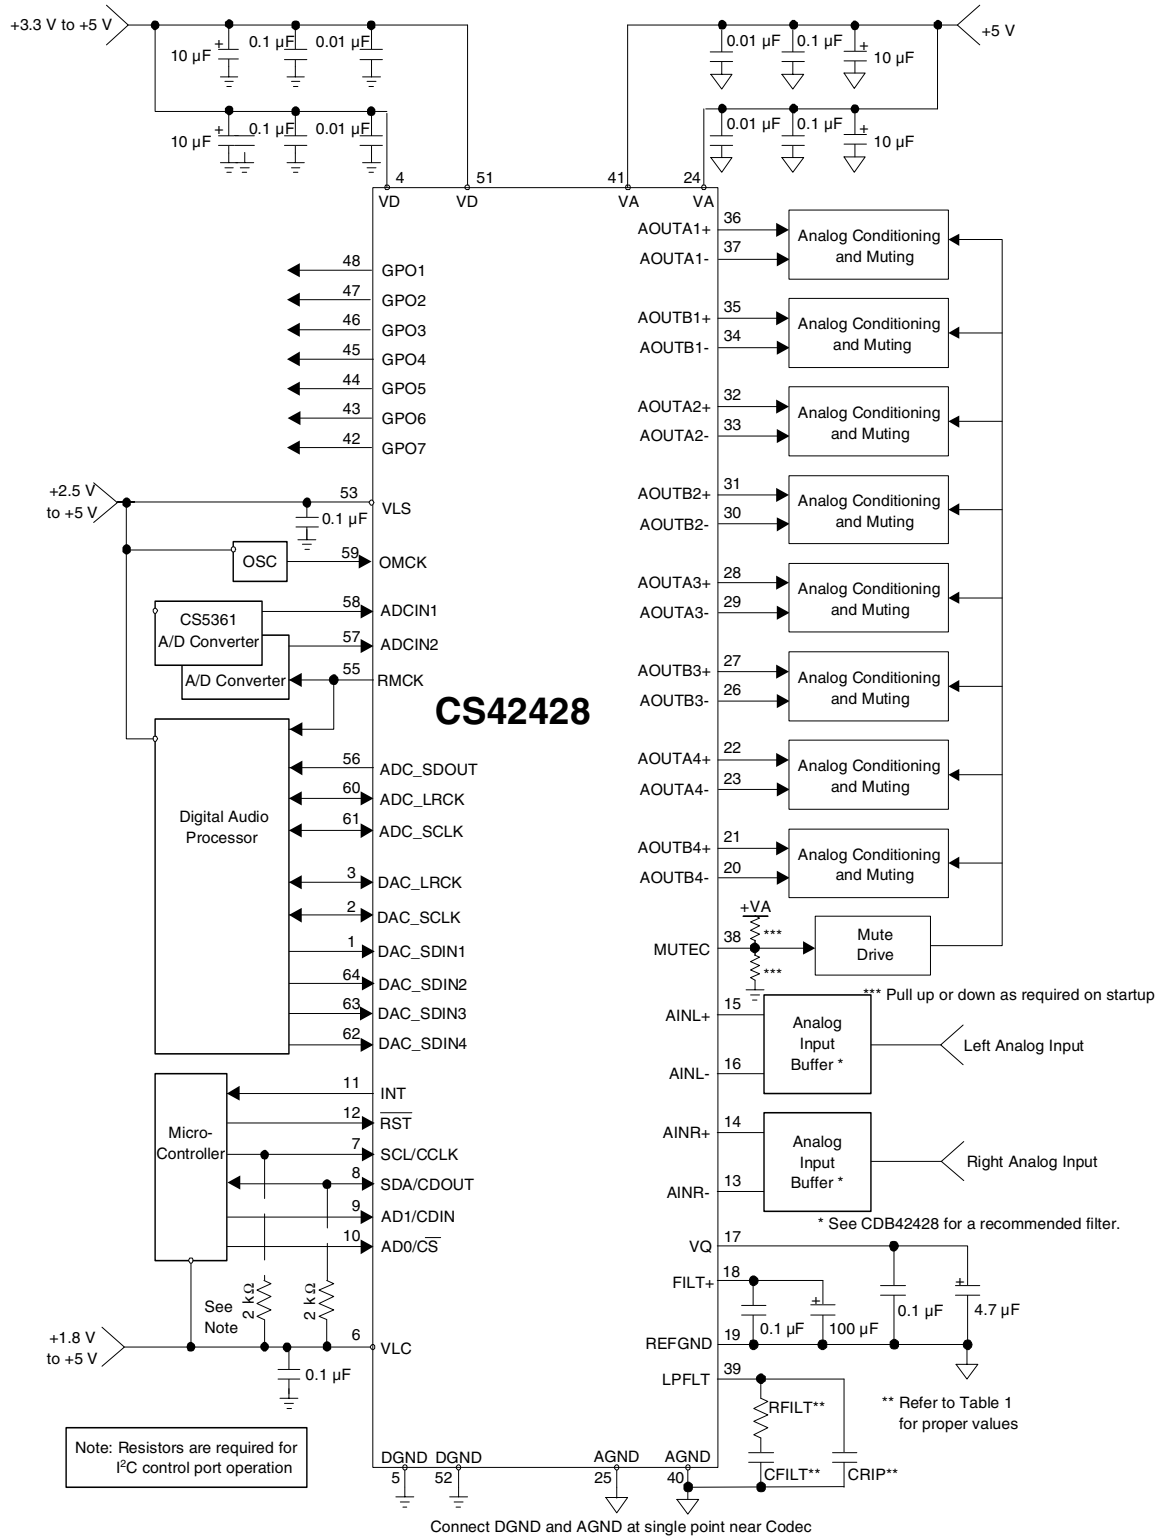 +3.3 V to +5 V
10 µF
+
0.1 µF
0.01 µF
10 µF
+
0.1 µF
0.01 µF
0.01 µF
0.1 µF
+
10 µF
+5 V
0.01 µF
0.1 µF
+
10 µF
4
VD
51
VD
41
VA
24
VA
48
GPO1
47
GPO2
46
GPO3
45
GPO4
44
GPO5
43
GPO6
42
GPO7
+2.5 V
to +5 V
53
VLS
0.1 µF
OSC
59
OMCK
CS5361
A/D Converter
58
ADCIN1
57
ADCIN2
A/D Converter
55
RMCK
CS42428
Digital Audio
Processor
56
ADC_SDOUT
60
ADC_LRCK
61
ADC_SCLK
3
DAC_LRCK
2
DAC_SCLK
1
DAC_SDIN1
64
DAC_SDIN2
63
DAC_SDIN3
62
DAC_SDIN4
Micro-
Controller
11
INT
12
RST
7
SCL/CCLK
8
SDA/CDOUT
9
AD1/CDIN
10
AD0/CS
See
Note
2 kΩ
2 kΩ
+1.8 V
to +5 V
6
VLC
0.1 µF
Note: Resistors are required for
I²C control port operation
DGND
5
DGND
52
AGND
25
AGND
40
Connect DGND and AGND at single point near Codec
AOUTA1+
36
AOUTA1-
37
Analog Conditioning
and Muting
AOUTB1+
35
AOUTB1-
34
Analog Conditioning
and Muting
AOUTA2+
32
AOUTA2-
33
Analog Conditioning
and Muting
AOUTB2+
31
AOUTB2-
30
Analog Conditioning
and Muting
AOUTA3+
28
AOUTA3-
29
Analog Conditioning
and Muting
AOUTB3+
27
AOUTB3-
26
Analog Conditioning
and Muting
AOUTA4+
22
AOUTA4-
23
Analog Conditioning
and Muting
AOUTB4+
21
AOUTB4-
20
Analog Conditioning
and Muting
+VA
***
MUTEC
38
***
Mute
Drive
*** Pull up or down as required on startup
AINL+
15
AINL-
16
Analog
Input
Buffer *
Left Analog Input
AINR+
14
AINR-
13
Analog
Input
Buffer *
Right Analog Input
* See CDB42428 for a recommended filter.
VQ
17
FILT+
18
0.1 µF
+
100 µF
0.1 µF
+
4.7 µF
REFGND
19
LPFLT
39
RFILT**
CFILT**
CRIP**
** Refer to Table 1
for proper values